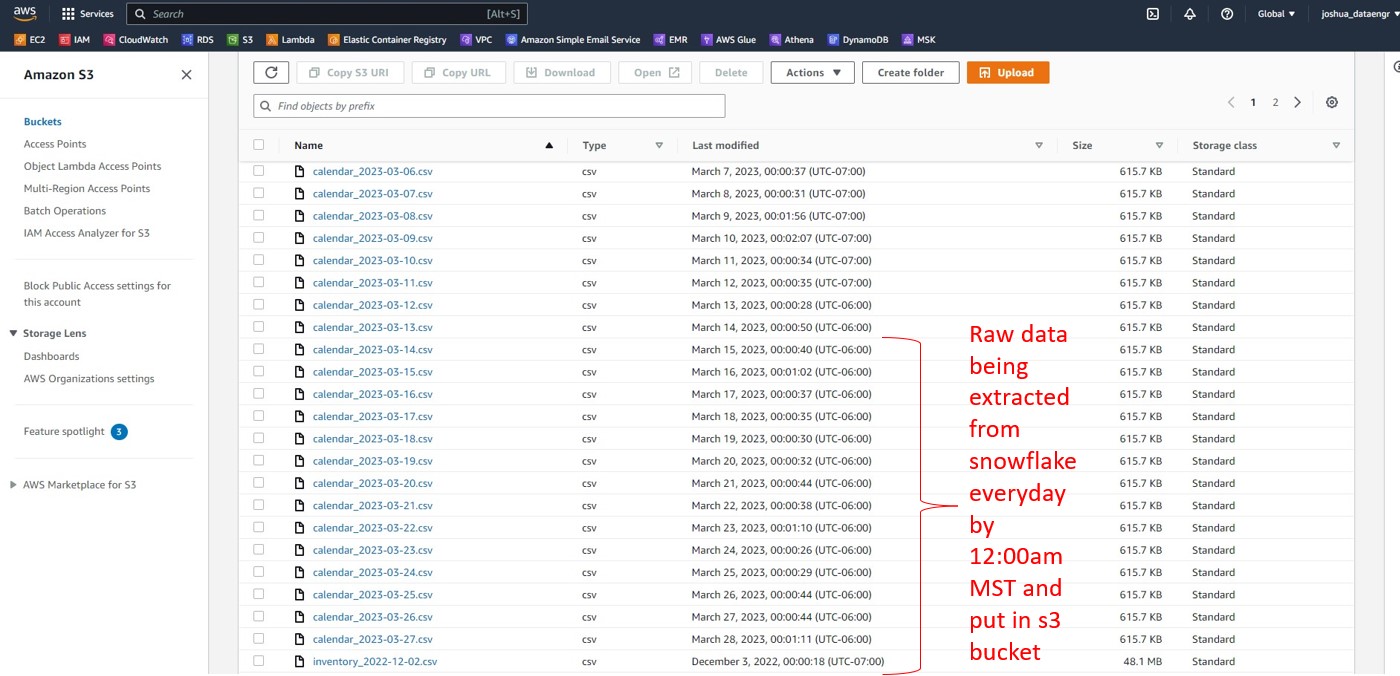 aws Services Search [Alt+S] Global joshua_dataengr
EC2 IAM CloudWatch RDS S3 Lambda Elastic Container Registry VPC Amazon Simple Email Service EMR AWS Glue Athena DynamoDB MSK
Amazon S3
Buckets
Access Points
Object Lambda Access Points
Multi-Region Access Points
Batch Operations
IAM Access Analyzer for S3
Block Public Access settings for
this account
Storage Lens
Dashboards
AWS Organizations settings
Feature spotlight 3
AWS Marketplace for S3
Copy S3 URI Copy URL Download Open Delete Actions Create folder Upload
Find objects by prefix
1 2
Name Type Last modified Size Storage class
calendar_2023-03-06.csv csv March 7, 2023, 00:00:37 (UTC-07:00) 615.7 KB Standard
calendar_2023-03-07.csv csv March 8, 2023, 00:00:31 (UTC-07:00) 615.7 KB Standard
calendar_2023-03-08.csv csv March 9, 2023, 00:01:56 (UTC-07:00) 615.7 KB Standard
calendar_2023-03-09.csv csv March 10, 2023, 00:02:07 (UTC-07:00) 615.7 KB Standard
calendar_2023-03-10.csv csv March 11, 2023, 00:00:34 (UTC-07:00) 615.7 KB Standard
calendar_2023-03-11.csv csv March 12, 2023, 00:00:35 (UTC-07:00) 615.7 KB Standard
calendar_2023-03-12.csv csv March 13, 2023, 00:00:28 (UTC-06:00) 615.7 KB Standard
calendar_2023-03-13.csv csv March 14, 2023, 00:00:50 (UTC-06:00) 615.7 KB Standard
calendar_2023-03-14.csv csv March 15, 2023, 00:00:40 (UTC-06:00) 615.7 KB Standard
calendar_2023-03-15.csv csv March 16, 2023, 00:01:02 (UTC-06:00) 615.7 KB Standard
calendar_2023-03-16.csv csv March 17, 2023, 00:00:37 (UTC-06:00) 615.7 KB Standard
calendar_2023-03-17.csv csv March 18, 2023, 00:00:35 (UTC-06:00) 615.7 KB Standard
calendar_2023-03-18.csv csv March 19, 2023, 00:00:30 (UTC-06:00) 615.7 KB Standard
calendar_2023-03-19.csv csv March 20, 2023, 00:00:32 (UTC-06:00) 615.7 KB Standard
calendar_2023-03-20.csv csv March 21, 2023, 00:00:44 (UTC-06:00) 615.7 KB Standard
calendar_2023-03-21.csv csv March 22, 2023, 00:00:38 (UTC-06:00) 615.7 KB Standard
calendar_2023-03-22.csv csv March 23, 2023, 00:01:10 (UTC-06:00) 615.7 KB Standard
calendar_2023-03-23.csv csv March 24, 2023, 00:00:26 (UTC-06:00) 615.7 KB Standard
calendar_2023-03-24.csv csv March 25, 2023, 00:00:29 (UTC-06:00) 615.7 KB Standard
calendar_2023-03-25.csv csv March 26, 2023, 00:00:44 (UTC-06:00) 615.7 KB Standard
calendar_2023-03-26.csv csv March 27, 2023, 00:00:44 (UTC-06:00) 615.7 KB Standard
calendar_2023-03-27.csv csv March 28, 2023, 00:01:11 (UTC-06:00) 615.7 KB Standard
inventory_2022-12-02.csv csv December 3, 2022, 00:00:18 (UTC-07:00) 48.1 MB Standard
Raw data
being
extracted
from
snowflake
everyday
by
12:00am
MST and
put in s3
bucket